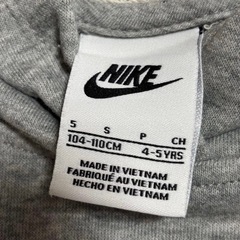 NIKE
S S P CH
104-110CM 4-5YRS
MADE IN VIETNAM
FABRIQUÉ AU VIETNAM
HECHO EN VIETNAM